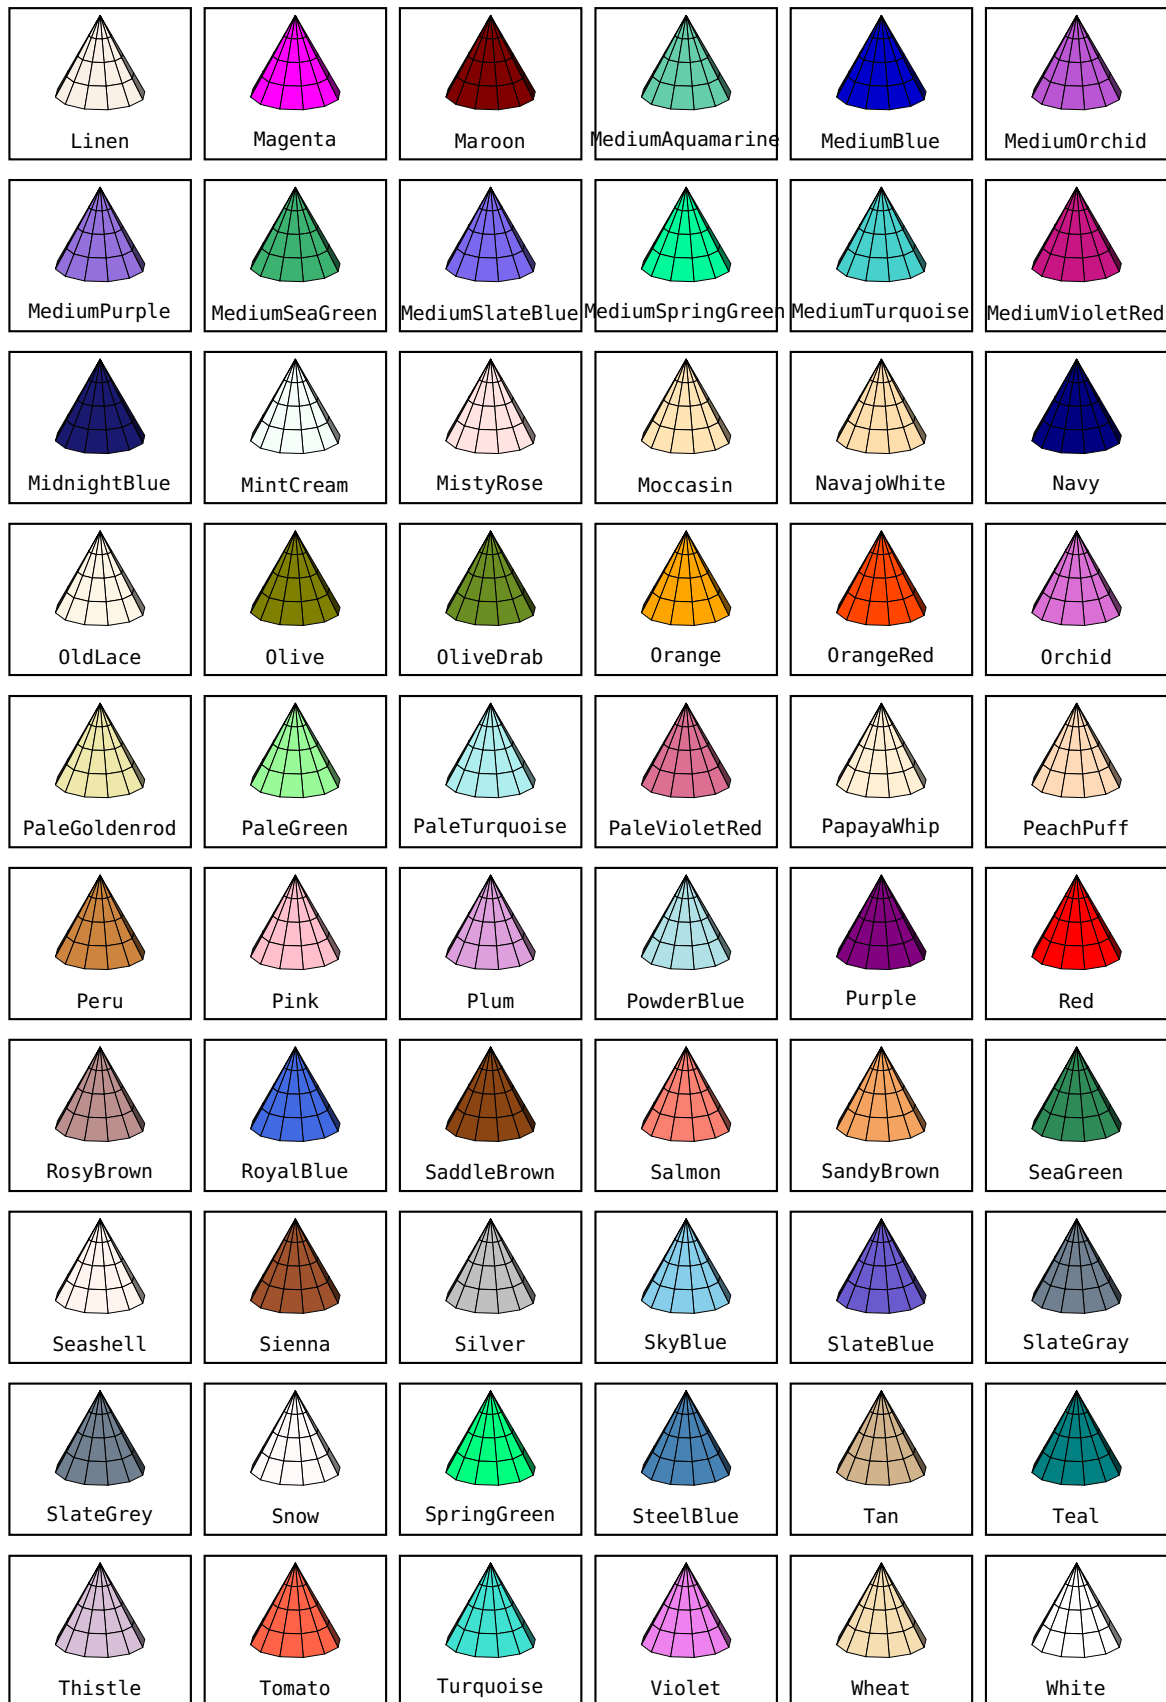 Linen Magenta Maroon MediumAquamarine MediumBlue MediumOrchid
MediumPurple MediumSeaGreen MediumSlateBlue MediumSpringGreen MediumTurquoise MediumVioletRed
MidnightBlue MintCream MistyRose Moccasin NavajoWhite Navy
OldLace Olive OliveDrab Orange OrangeRed Orchid
PaleGoldenrod PaleGreen PaleTurquoise PaleVioletRed PapayaWhip PeachPuff
Peru Pink Plum PowderBlue Purple Red
RosyBrown RoyalBlue SaddleBrown Salmon SandyBrown SeaGreen
Seashell Sienna Silver SkyBlue SlateBlue SlateGray
SlateGrey Snow SpringGreen SteelBlue Tan Teal
Thistle Tomato Turquoise Violet Wheat White